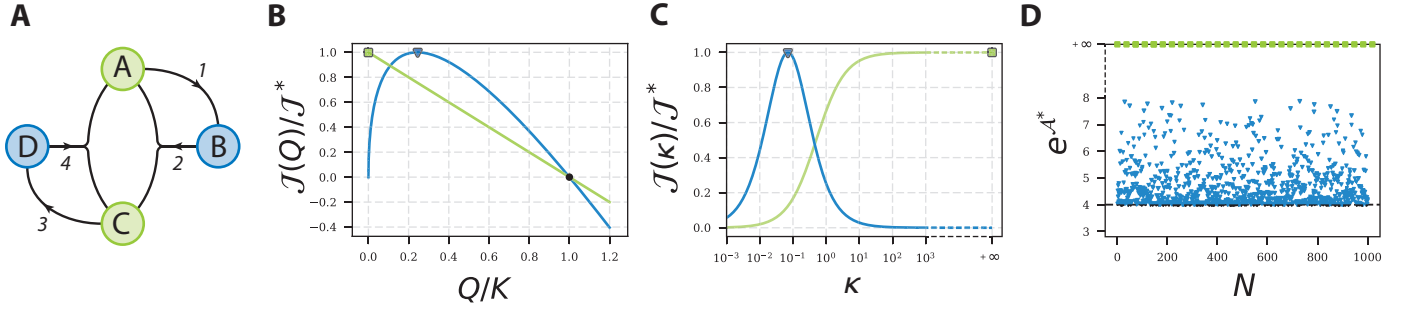 A
A
1
D
4
2
B
3
C
B
𝒥(Q)/𝒥*
1.0
0.8
0.6
0.4
0.2
0.0
−0.2
−0.4
0.0 0.2 0.4 0.6 0.8 1.0 1.2
Q/K
C
𝒥(κ)/𝒥*
1.0
0.8
0.6
0.4
0.2
0.0
10⁻³ 10⁻² 10⁻¹ 10⁰ 10¹ 10² 10³ +∞
κ
D
e^𝒜*
+∞
8
7
6
5
4
3
0 200 400 600 800 1000
N